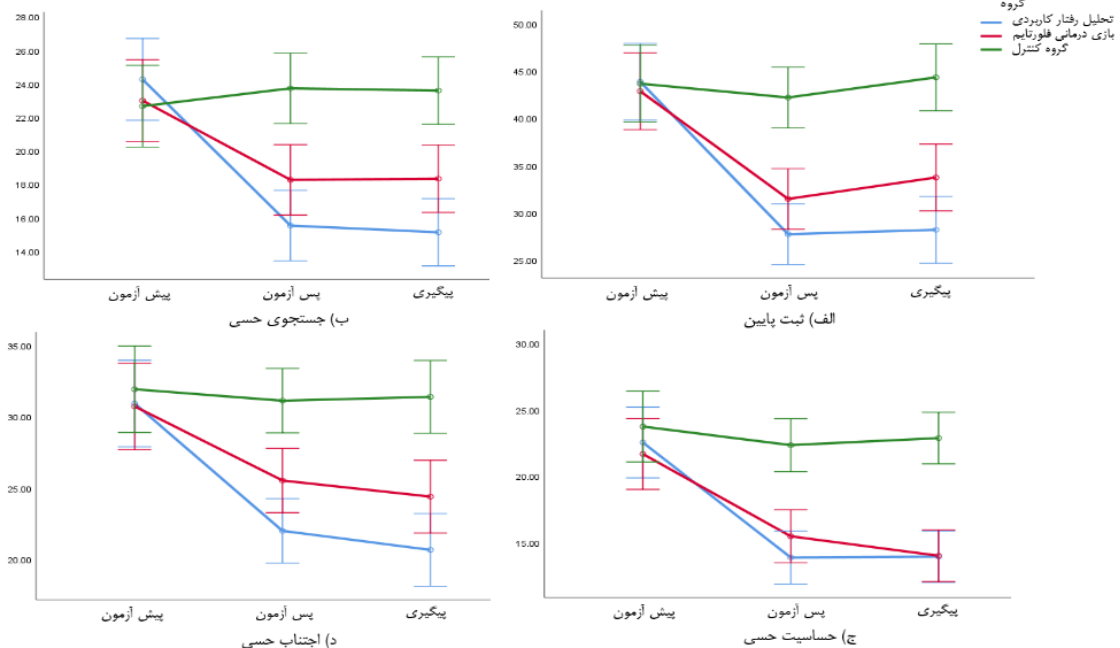 گروه
تحلیل رفتار کاربردی
بازی درمانی فلورتایم
گروه کنترل
50.00
45.00
40.00
35.00
30.00
25.00
پیش آزمون
پس آزمون
پیگیری
الف) ثبت پایین
28.00
26.00
24.00
22.00
20.00
18.00
16.00
14.00
پیش آزمون
پس آزمون
پیگیری
ب) جستجوی حسی
30.00
25.00
20.00
15.00
پیش آزمون
پس آزمون
پیگیری
ج) حساسیت حسی
35.00
30.00
25.00
20.00
پیش آزمون
پس آزمون
پیگیری
د) اجتناب حسی